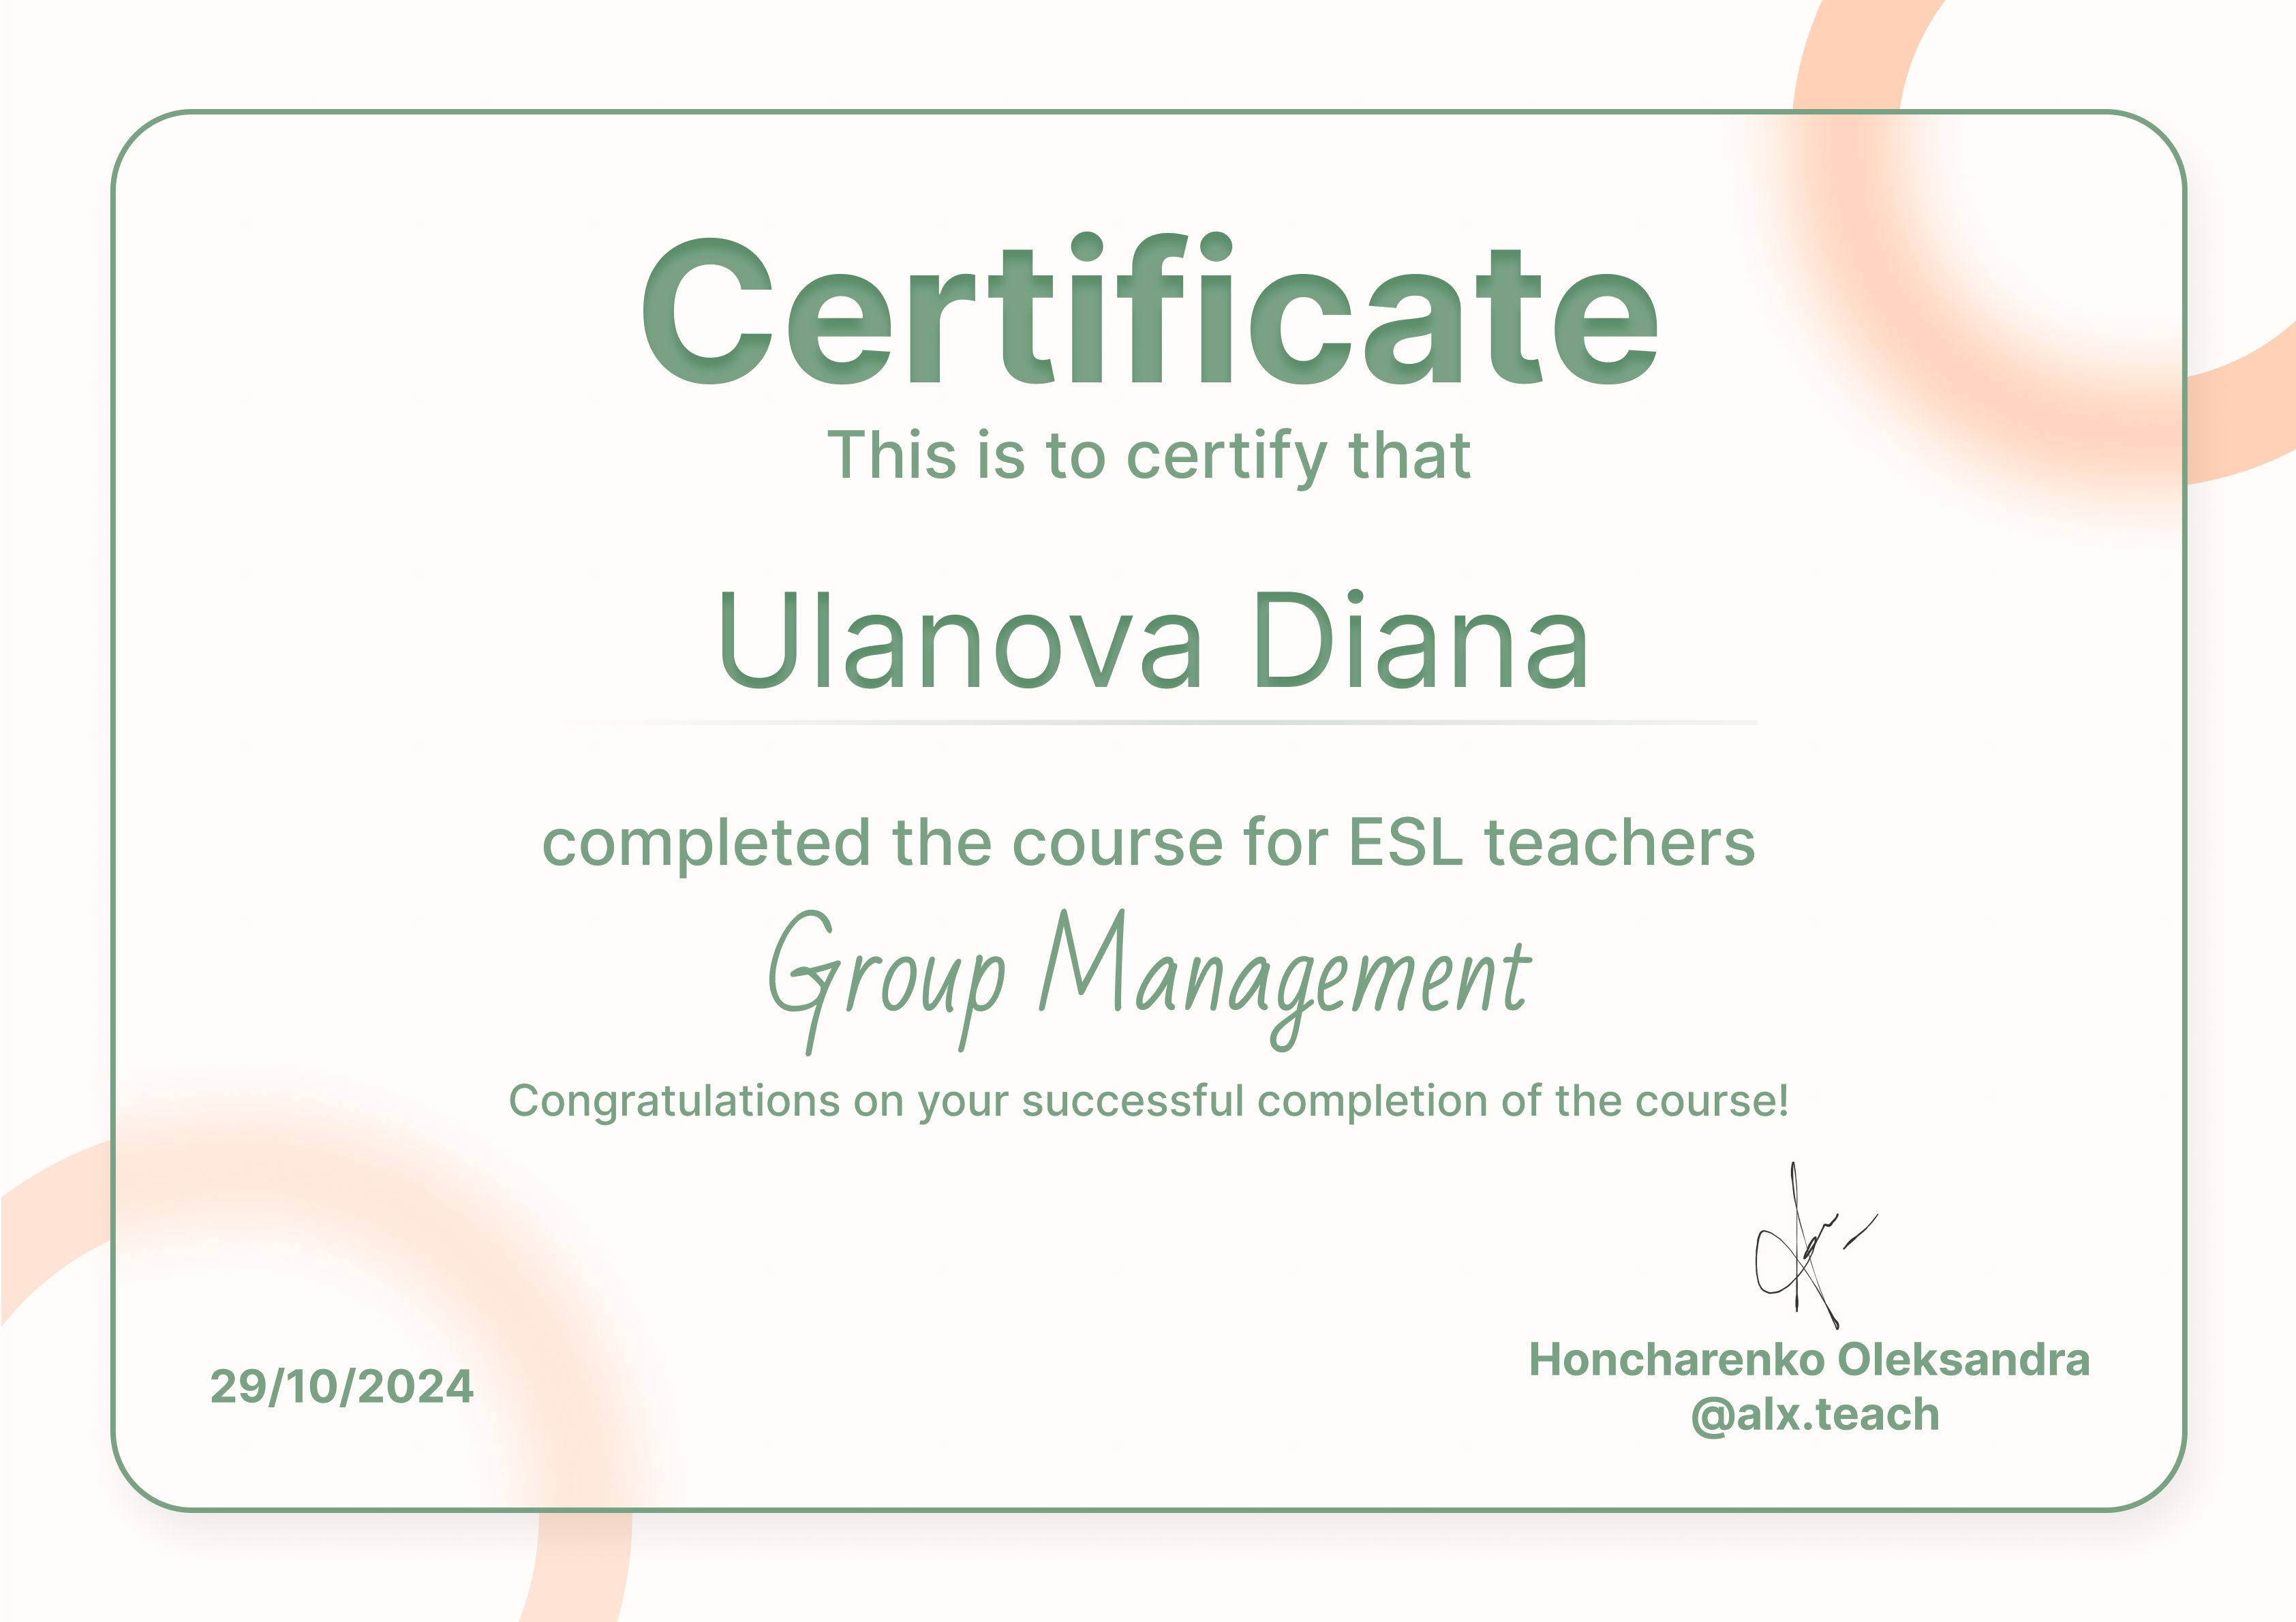 Certificate
This is to certify that
Ulanova Diana
completed the course for ESL teachers
Group Management
Congratulations on your successful completion of the course!
29/10/2024
Honcharenko Oleksandra
@alx.teach